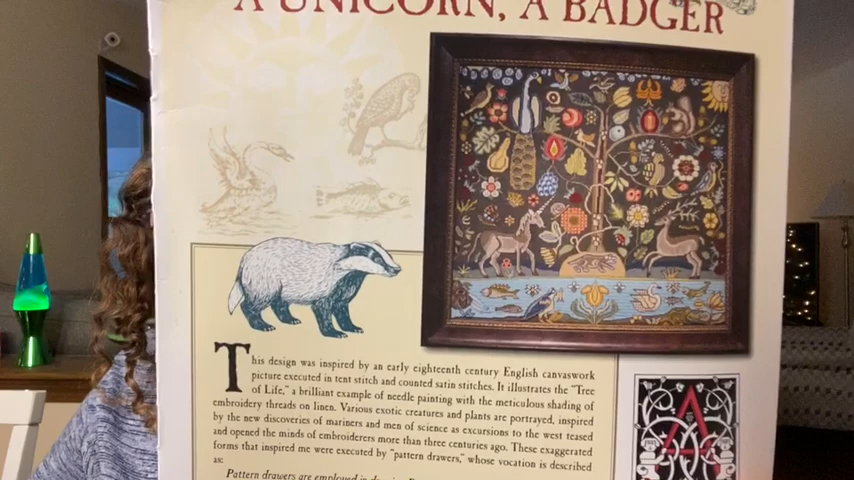 A UNICORN, A BADGER
This design was inspired by an early eighteenth century English canvaswork
picture executed in tent stitch and counted satin stitches. It illustrates the "Tree
of Life," a brilliant example of needle painting with the meticulous shading of
embroidery threads on linen. Various exotic creatures and plants are portrayed, inspired
by the new discoveries of mariners and men of science as excursions to the west teased
and opened the minds of embroiderers more than three centuries ago. These exaggerated
forms that inspired me were executed by "pattern drawers," whose vocation is described
as:
Pattern drawers are employed in
A